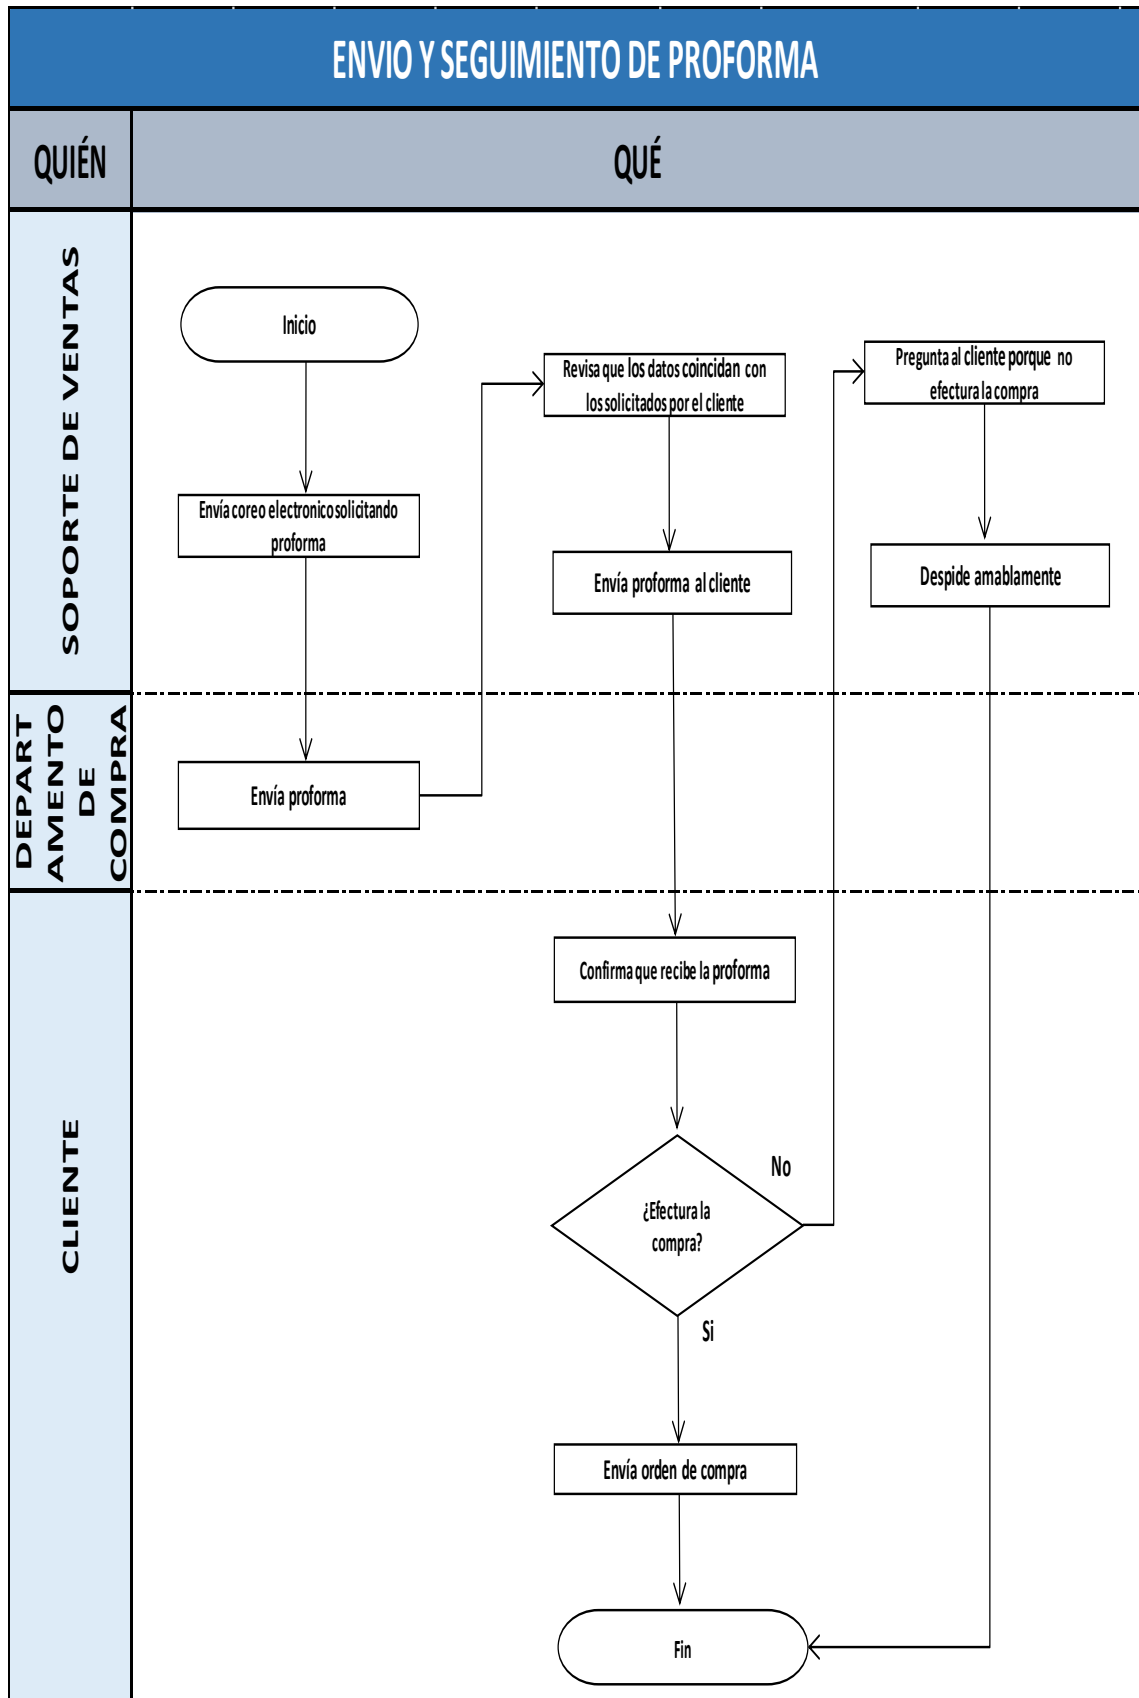 ENVIO Y SEGUIMIENTO DE PROFORMA
QUIÉN
QUÉ
SOPORTE DE VENTAS
Inicio
Envía coreo electronico solicitando
proforma
Revisa que los datos coincidan con
los solicitados por el cliente
Envía proforma al cliente
Pregunta al cliente porque no
efectura la compra
Despide amablemente
DEPART
AMENTO
DE
COMPRA
Envía proforma
CLIENTE
Confirma que recibe la proforma
¿Efectura la
compra?
No
Si
Envía orden de compra
Fin